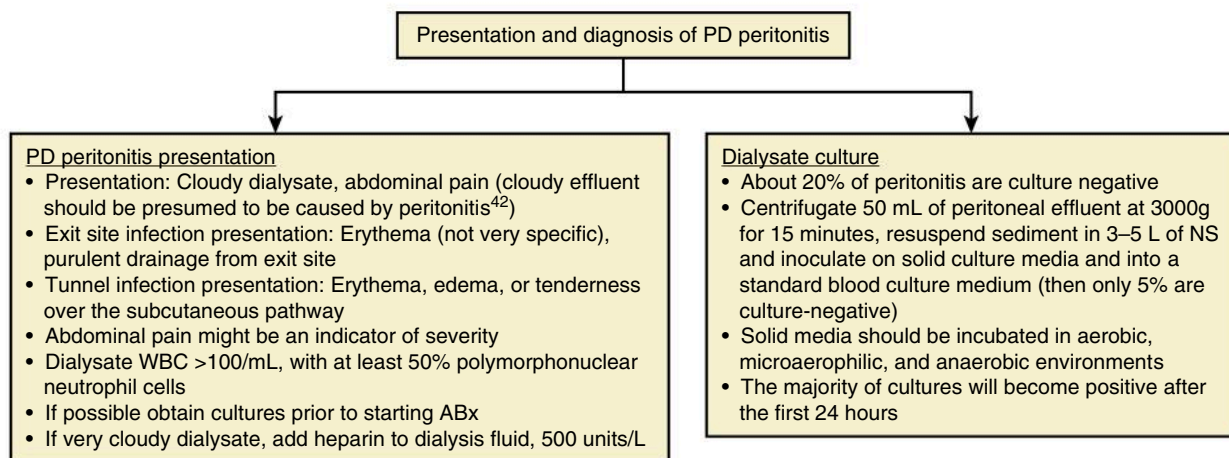 Presentation and diagnosis of PD peritonitis
PD peritonitis presentation
• Presentation: Cloudy dialysate, abdominal pain (cloudy effluent
should be presumed to be caused by peritonitis42)
• Exit site infection presentation: Erythema (not very specific),
purulent drainage from exit site
• Tunnel infection presentation: Erythema, edema, or tenderness
over the subcutaneous pathway
• Abdominal pain might be an indicator of severity
• Dialysate WBC >100/mL, with at least 50% polymorphonuclear
neutrophil cells
• If possible obtain cultures prior to starting ABx
• If very cloudy dialysate, add heparin to dialysis fluid, 500 units/L
Dialysate culture
• About 20% of peritonitis are culture negative
• Centrifugate 50 mL of peritoneal effluent at 3000g
for 15 minutes, resuspend sediment in 3–5 L of NS
and inoculate on solid culture media and into a
standard blood culture medium (then only 5% are
culture-negative)
• Solid media should be incubated in aerobic,
microaerophilic, and anaerobic environments
• The majority of cultures will become positive after
the first 24 hours